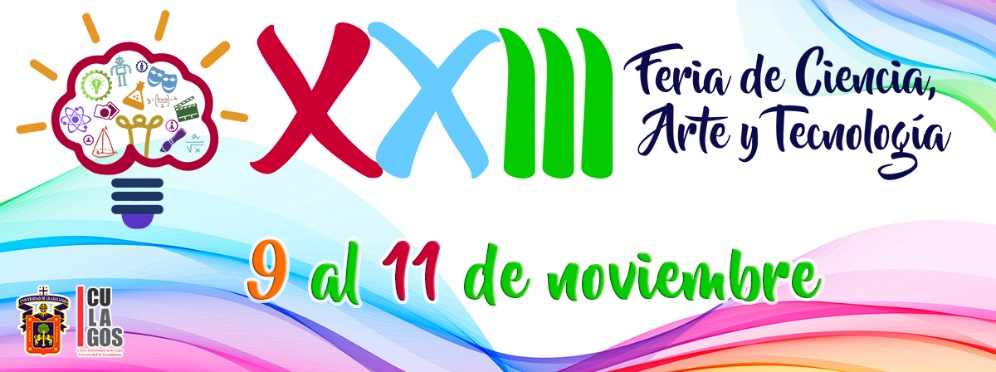 XXIII
Feria de Ciencia,
Arte y Tecnología
9 al 11 de noviembre
CU
LA
GOS